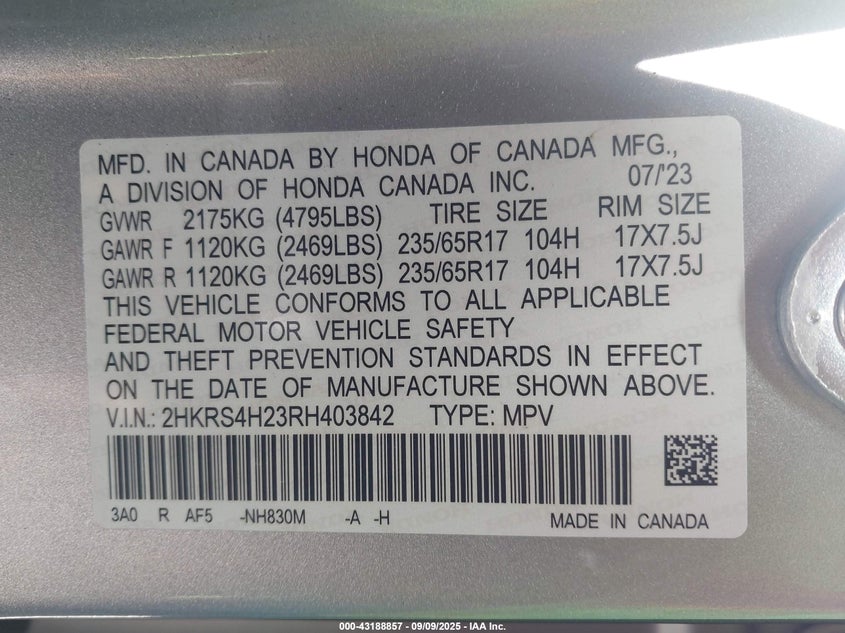 MFD. IN CANADA BY HONDA OF CANADA MFG.,
A DIVISION OF HONDA CANADA INC. 07/'23
GVWR 2175KG (4795LBS) TIRE SIZE RIM SIZE
GAWR F 1120KG (2469LBS) 235/65R17 104H 17X7.5J
GAWR R 1120KG (2469LBS) 235/65R17 104H 17X7.5J
THIS VEHICLE CONFORMS TO ALL APPLICABLE
FEDERAL MOTOR VEHICLE SAFETY
AND THEFT PREVENTION STANDARDS IN EFFECT
ON THE DATE OF MANUFACTURE SHOWN ABOVE.
V.I.N.: 2HKRS4H23RH403842 TYPE: MPV
3A0 R AF5 -NH830M -A -H MADE IN CANADA
000-43188857 - 09/09/2025 - IAA Inc.